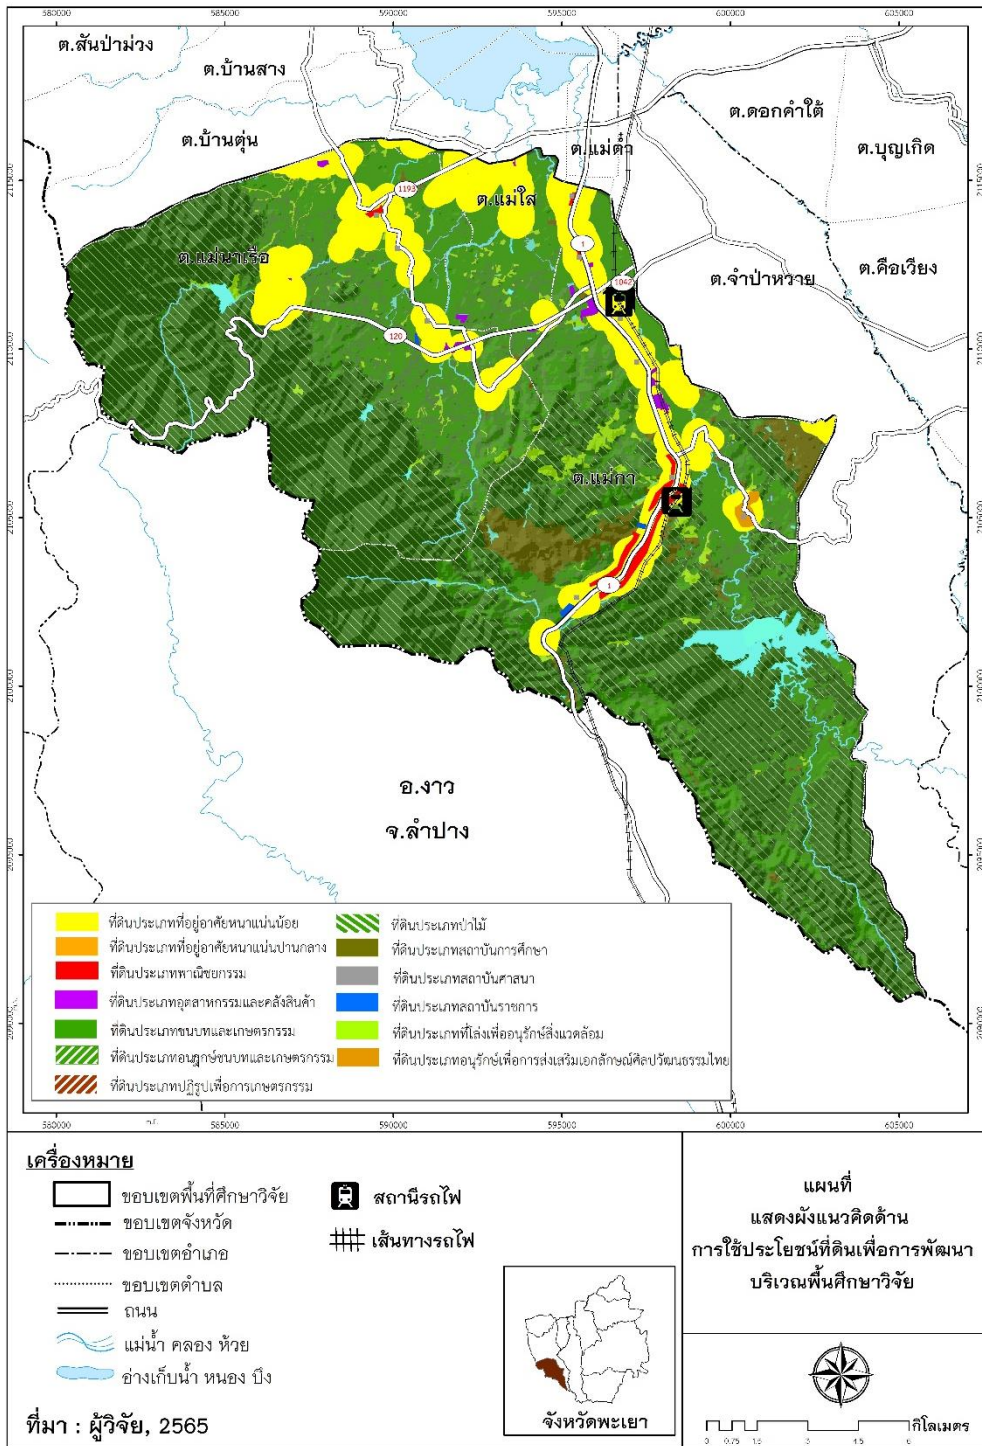 580000 585000 590000 595000 600000 605000
ต.สันป่าม่วง
ต.บ้านสาง
ต.บ้านตุ่น
ต.แม่ต๋ำ
ต.ดอกคำใต้
ต.บุญเกิด
2115000 2115000
1193
ต.แม่ใส
ต.แม่นาเรือ
1
ต.จำป่าหวาย
ต.คือเวียง
1042
120
2110000 2110000
ต.แม่กา
2105000 2105000
1
2100000 2100000
อ.งาว
จ.ลำปาง
2095000 2095000
2090000 2090000
ที่ดินประเภทที่อยู่อาศัยหนาแน่นน้อย
ที่ดินประเภทที่อยู่อาศัยหนาแน่นปานกลาง
ที่ดินประเภทพาณิชยกรรม
ที่ดินประเภทอุตสาหกรรมและคลังสินค้า
ที่ดินประเภทชนบทและเกษตรกรรม
ที่ดินประเภทอนุรักษ์ชนบทและเกษตรกรรม
ที่ดินประเภทปฏิรูปเพื่อการเกษตรกรรม
ที่ดินประเภทป่าไม้
ที่ดินประเภทสถาบันการศึกษา
ที่ดินประเภทสถาบันศาสนา
ที่ดินประเภทสถาบันราชการ
ที่ดินประเภทที่โล่งเพื่ออนุรักษ์สิ่งแวดล้อม
ที่ดินประเภทอนุรักษ์เพื่อการส่งเสริมเอกลักษณ์ศิลปวัฒนธรรมไทย
580000 585000 590000 595000 600000 605000
เครื่องหมาย
ขอบเขตพื้นที่ศึกษาวิจัย
ขอบเขตจังหวัด
ขอบเขตอำเภอ
ขอบเขตตำบล
ถนน
แม่น้ำ คลอง ห้วย
อ่างเก็บน้ำ หนอง บึง
สถานีรถไฟ
เส้นทางรถไฟ
ที่มา : ผู้วิจัย, 2565
จังหวัดพะเยา
แผนที่
แสดงผังแนวคิดด้าน
การใช้ประโยชน์ที่ดินเพื่อการพัฒนา
บริเวณพื้นศึกษาวิจัย
กิโลเมตร
0 0.75 1.5 3 4.5 6